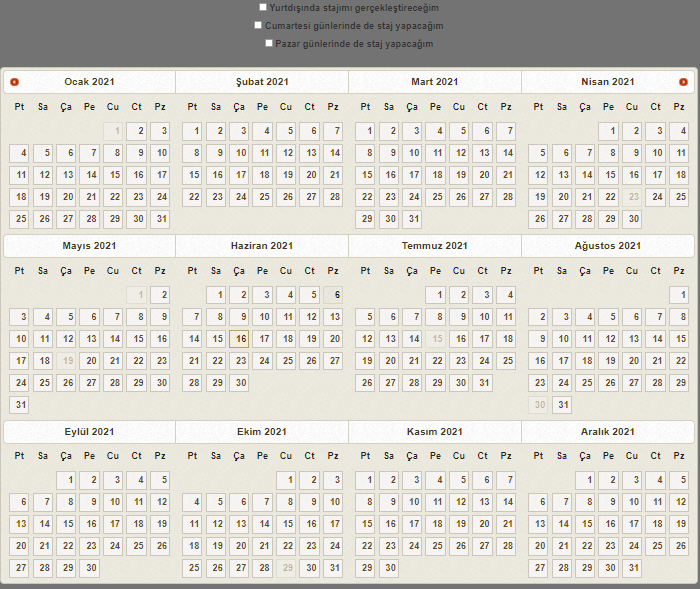 Yurtdışında stajımı gerçekleştireceğim
Cumartesi günlerinde de staj yapacağım
Pazar günlerinde de staj yapacağım
Ocak 2021 Şubat 2021 Mart 2021 Nisan 2021
Pt Sa Ça Pe Cu Ct Pz Pt Sa Ça Pe Cu Ct Pz Pt Sa Ça Pe Cu Ct Pz Pt Sa Ça Pe Cu Ct Pz
1 2 3 1 2 3 4 5 6 7 1 2 3 4 5 6 7 1 2 3 4
4 5 6 7 8 9 10 8 9 10 11 12 13 14 8 9 10 11 12 13 14 5 6 7 8 9 10 11
11 12 13 14 15 16 17 15 16 17 18 19 20 21 15 16 17 18 19 20 21 12 13 14 15 16 17 18
18 19 20 21 22 23 24 22 23 24 25 26 27 28 22 23 24 25 26 27 28 19 20 21 22 23 24 25
25 26 27 28 29 30 31 29 30 31 26 27 28 29 30
Mayıs 2021 Haziran 2021 Temmuz 2021 Ağustos 2021
Pt Sa Ça Pe Cu Ct Pz Pt Sa Ça Pe Cu Ct Pz Pt Sa Ça Pe Cu Ct Pz Pt Sa Ça Pe Cu Ct Pz
1 2 1 2 3 4 5 6 1 2 3 4 1
3 4 5 6 7 8 9 7 8 9 10 11 12 13 5 6 7 8 9 10 11 2 3 4 5 6 7 8
10 11 12 13 14 15 16 14 15 16 17 18 19 20 12 13 14 15 16 17 18 9 10 11 12 13 14 15
17 18 19 20 21 22 23 21 22 23 24 25 26 27 19 20 21 22 23 24 25 16 17 18 19 20 21 22
24 25 26 27 28 29 30 28 29 30 26 27 28 29 30 31 23 24 25 26 27 28 29
31 30 31
Eylül 2021 Ekim 2021 Kasım 2021 Aralık 2021
Pt Sa Ça Pe Cu Ct Pz Pt Sa Ça Pe Cu Ct Pz Pt Sa Ça Pe Cu Ct Pz Pt Sa Ça Pe Cu Ct Pz
1 2 3 4 5 1 2 3 1 2 3 4 5 6 7 1 2 3 4 5
6 7 8 9 10 11 12 4 5 6 7 8 9 10 8 9 10 11 12 13 14 6 7 8 9 10 11 12
13 14 15 16 17 18 19 11 12 13 14 15 16 17 15 16 17 18 19 20 21 13 14 15 16 17 18 19
20 21 22 23 24 25 26 18 19 20 21 22 23 24 22 23 24 25 26 27 28 20 21 22 23 24 25 26
27 28 29 30 25 26 27 28 29 30 31 29 30 27 28 29 30 31